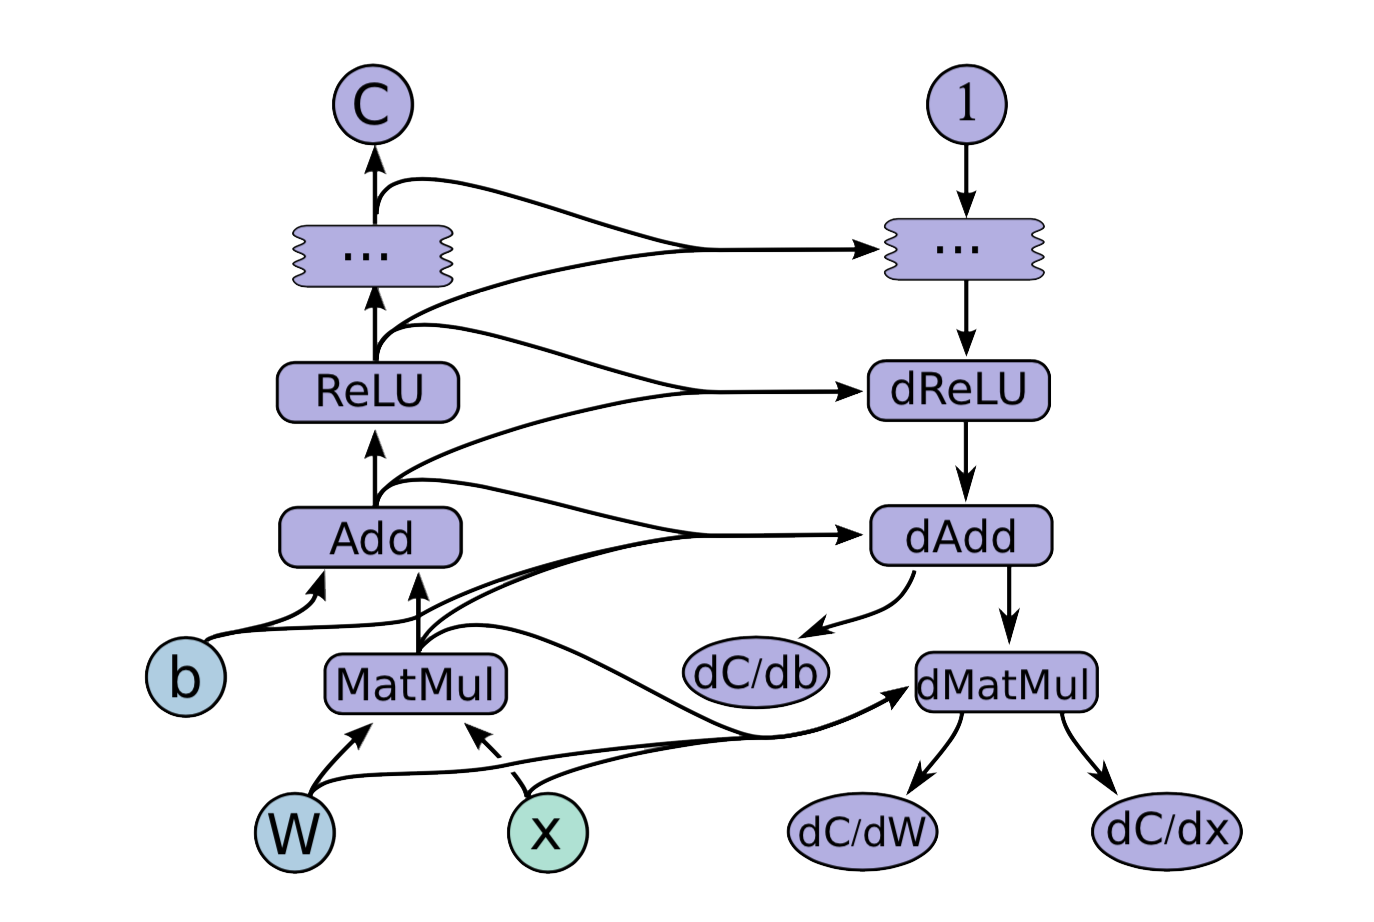 C
1
...
...
ReLU
dReLU
Add
dAdd
b
MatMul
dC/db
dMatMul
W
x
dC/dW
dC/dx